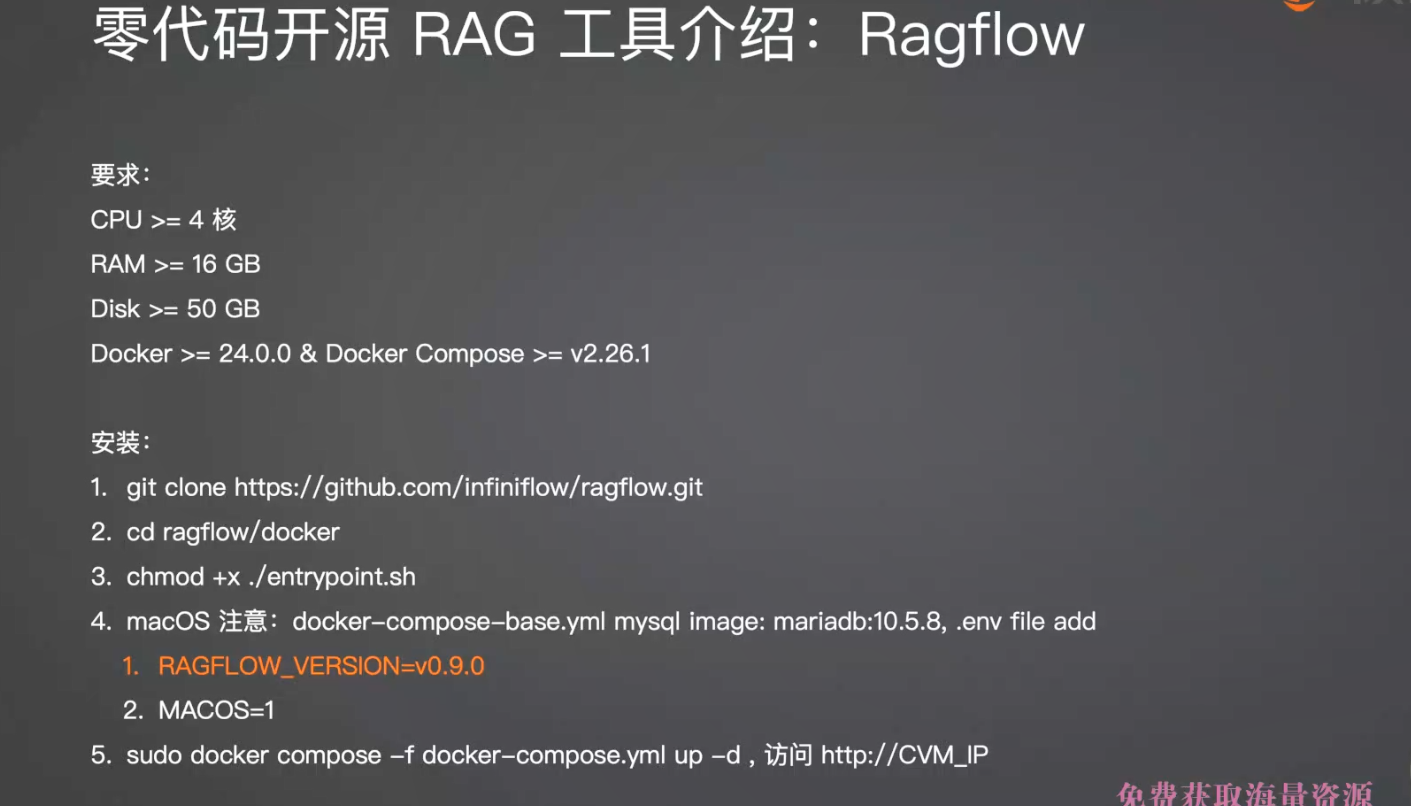 零代码开源 RAG 工具介绍：Ragflow
要求：
CPU >= 4 核
RAM >= 16 GB
Disk >= 50 GB
Docker >= 24.0.0 & Docker Compose >= v2.26.1
安装：
1. git clone https://github.com/infiniflow/ragflow.git
2. cd ragflow/docker
3. chmod +x ./entrypoint.sh
4. macOS 注意：docker-compose-base.yml mysql image: mariadb:10.5.8, .env file add
1. RAGFLOW_VERSION=v0.9.0
2. MACOS=1
5. sudo docker compose –f docker-compose.yml up –d , 访问 http://CVM_IP
免费获取海量资源